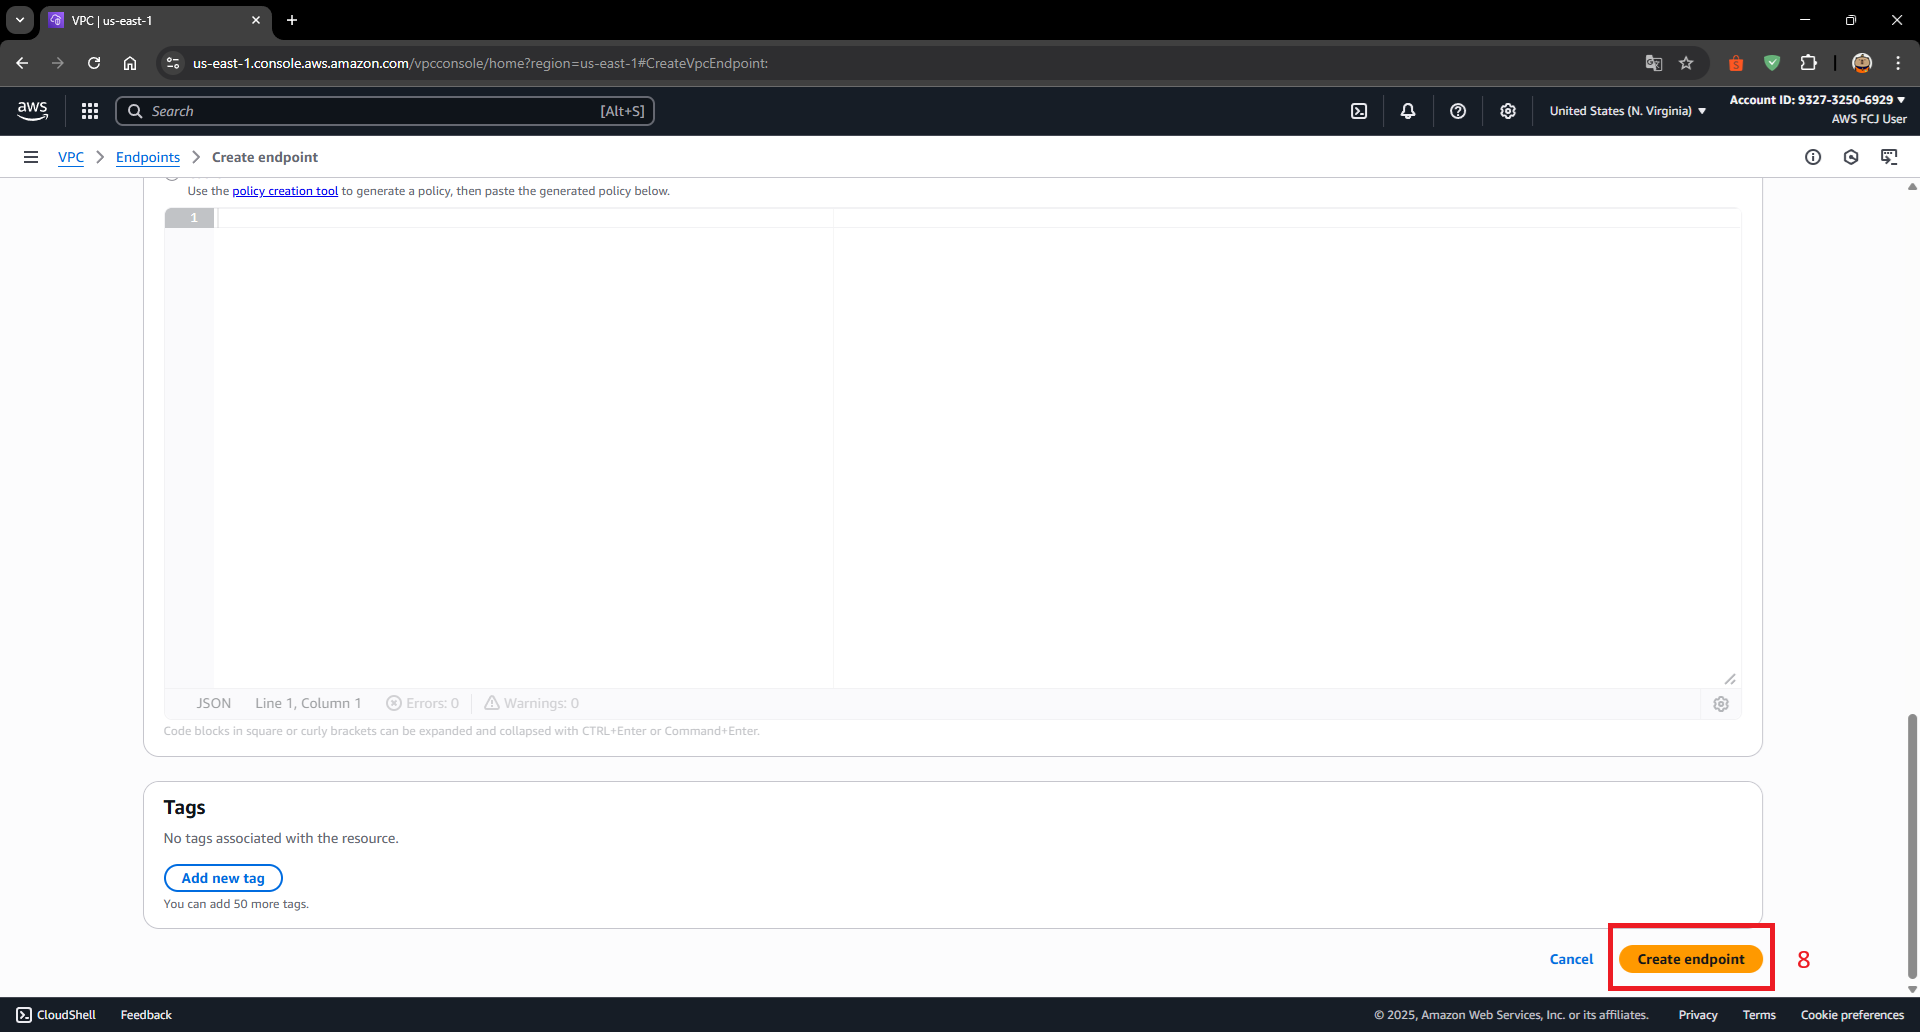 VPC | us-east-1
us-east-1.console.aws.amazon.com/vpcconsole/home?region=us-east-1#CreateVpcEndpoint:
aws
Search
[Alt+S]
United States (N. Virginia)
Account ID: 9327-3250-6929
AWS FCJ User
VPC
Endpoints
Create endpoint
Use the policy creation tool to generate a policy, then paste the generated policy below.
1
JSON
Line 1, Column 1
Errors: 0
Warnings: 0
Code blocks in square or curly brackets can be expanded and collapsed with CTRL+Enter or Command+Enter.
Tags
No tags associated with the resource.
Add new tag
You can add 50 more tags.
Cancel
Create endpoint
8
CloudShell
Feedback
© 2025, Amazon Web Services, Inc. or its affiliates.
Privacy
Terms
Cookie preferences